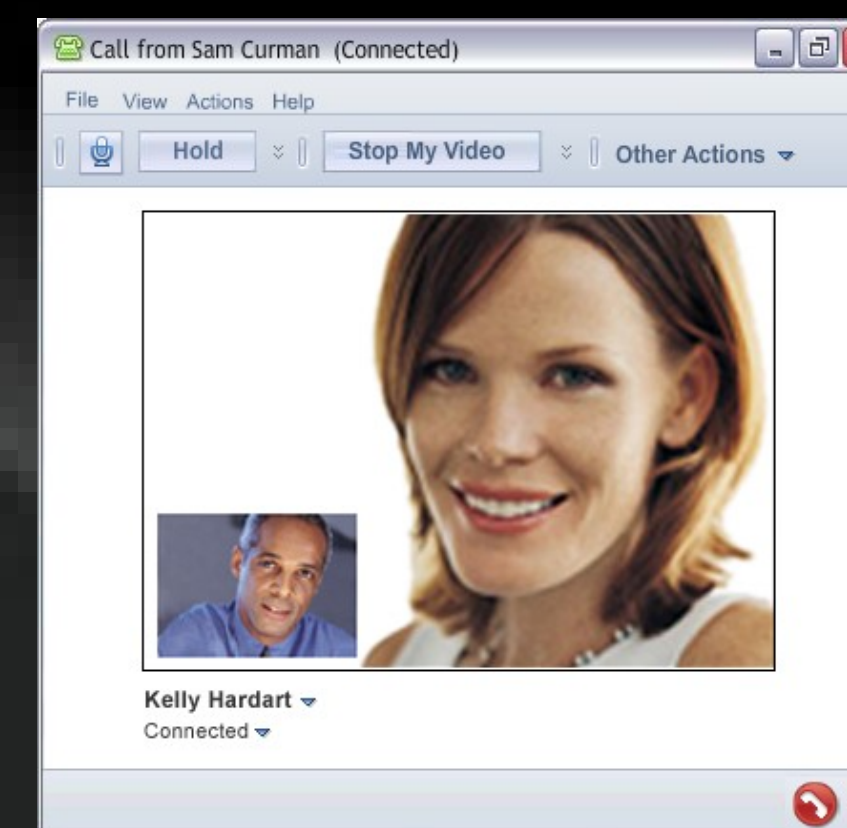 Call from Sam Curman (Connected)
File View Actions Help
Hold Stop My Video Other Actions
Kelly Hardart
Connected